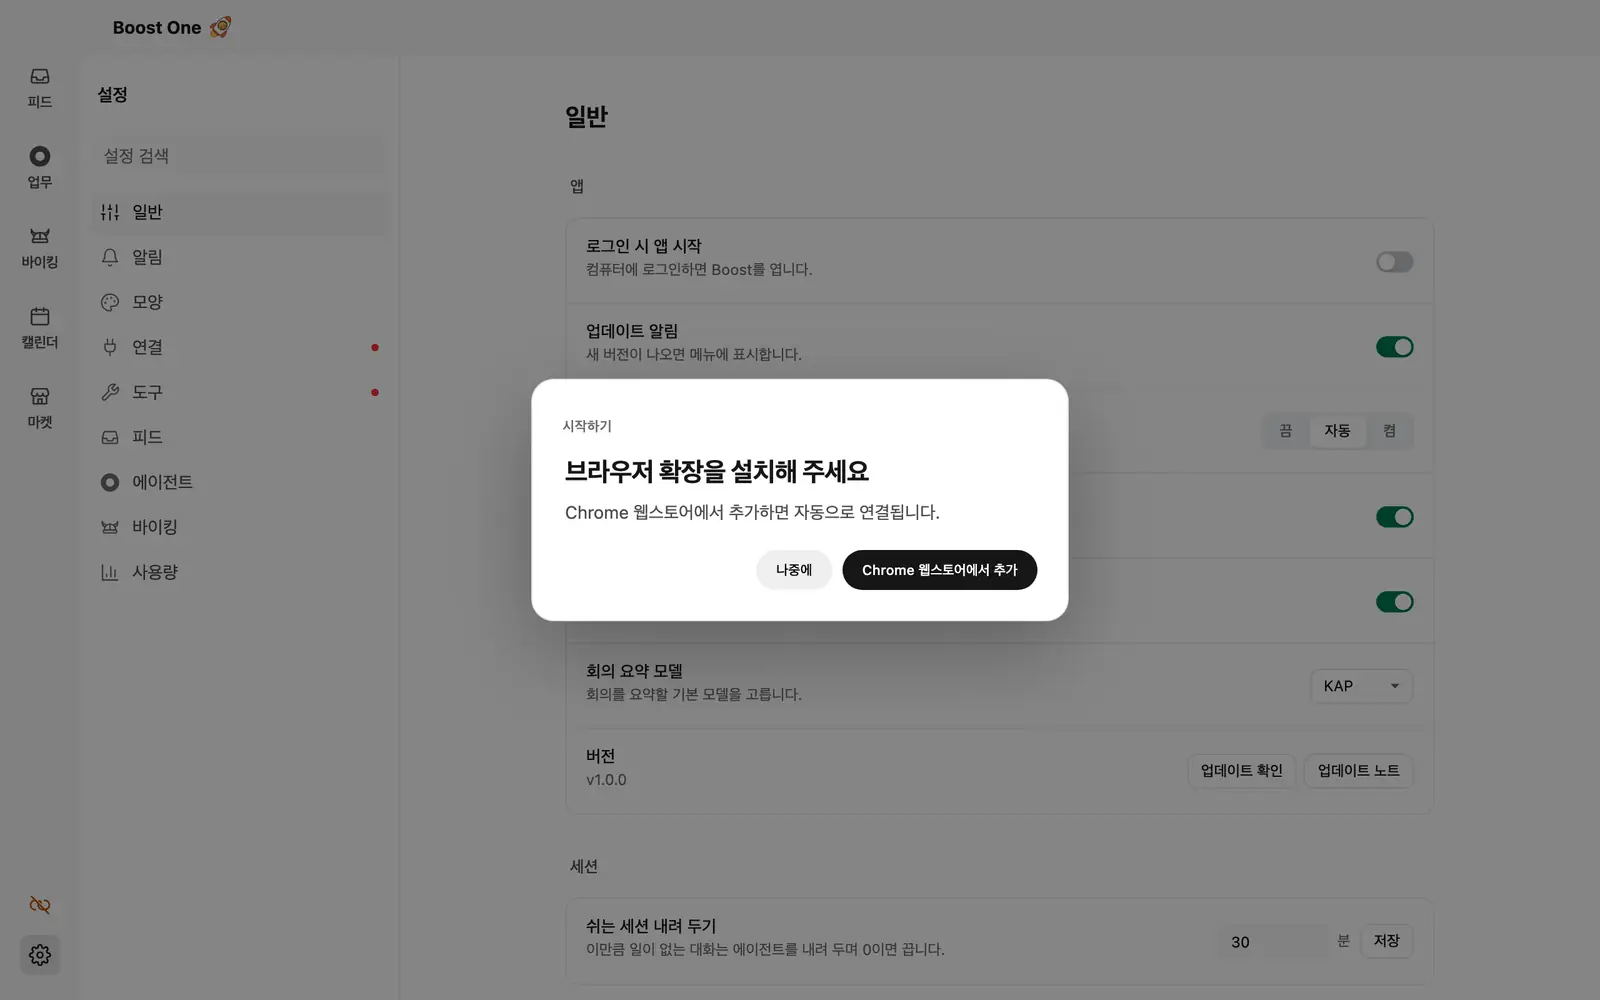 Boost One 🚀
피드
업무
바이킹
캘린더
마켓
설정
설정 검색
일반
알림
모양
연결
도구
피드
에이전트
바이킹
사용량
일반
앱
로그인 시 앱 시작
컴퓨터에 로그인하면 Boost를 엽니다.
업데이트 알림
새 버전이 나오면 메뉴에 표시합니다.
끔 자동 켬
시작하기
브라우저 확장을 설치해 주세요
Chrome 웹스토어에서 추가하면 자동으로 연결됩니다.
나중에 Chrome 웹스토어에서 추가
회의 요약 모델
회의를 요약할 기본 모델을 고릅니다.
KAP
버전
v1.0.0
업데이트 확인 업데이트 노트
세션
쉬는 세션 내려 두기
이만큼 일이 없는 대화는 에이전트를 내려 두며 0이면 끕니다.
30 분 저장